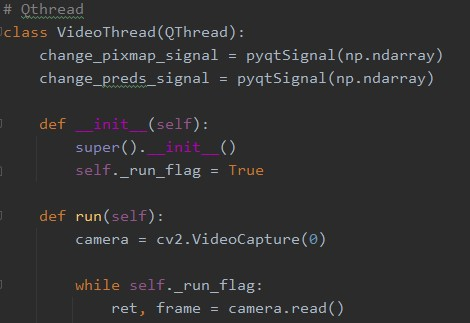 # Qthread
class VideoThread(QThread):
    change_pixmap_signal = pyqtSignal(np.ndarray)
    change_preds_signal = pyqtSignal(np.ndarray)
    def __init__(self):
        super().__init__()
        self._run_flag = True
    def run(self):
        camera = cv2.VideoCapture(0)
        while self._run_flag:
            ret, frame = camera.read()